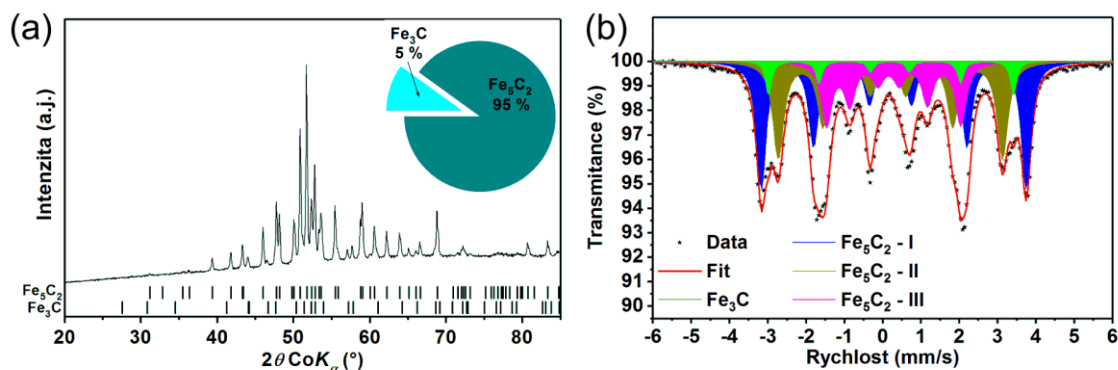 (a)
Intenzita (a.j.)
Fe₃C
5 %
Fe₅C₂
95 %
Fe₅C₂
Fe₃C
20 30 40 50 60 70 80
2θ CoKα (°)
(b)
Transmitance (%)
100
99
98
97
96
95
94
93
92
91
90
Data
Fit
Fe₃C
Fe₅C₂ - I
Fe₅C₂ - II
Fe₅C₂ - III
-6 -5 -4 -3 -2 -1 0 1 2 3 4 5 6
Rychlost (mm/s)